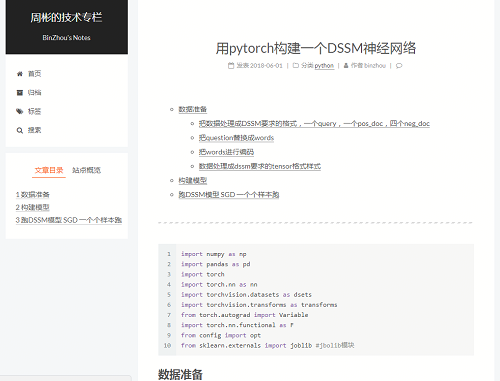 周彬的技术专栏
BinZhou's Notes
首页
归档
标签
搜索
文章目录 站点概览
1 数据准备
2 构建模型
3 跑DSSM模型 SGD 一个个样本跑
用pytorch构建一个DSSM神经网络
发表 2018-06-01 | 分类 python | 作者 binzhou |
数据准备
把数据处理成DSSM要求的格式，一个query，一个pos_doc，四个neg_doc
把question替换成words
把words进行编码
数据处理成dssm要求的tensor格式样式
构建模型
跑DSSM模型 SGD 一个个样本跑
1 import numpy as np
2 import pandas as pd
3 import torch
4 import torch.nn as nn
5 import torchvision.datasets as dsets
6 import torchvision.transforms as transforms
7 from torch.autograd import Variable
8 import torch.nn.functional as F
9 from config import opt
10 from sklearn.externals import joblib #jbolib模块
数据准备